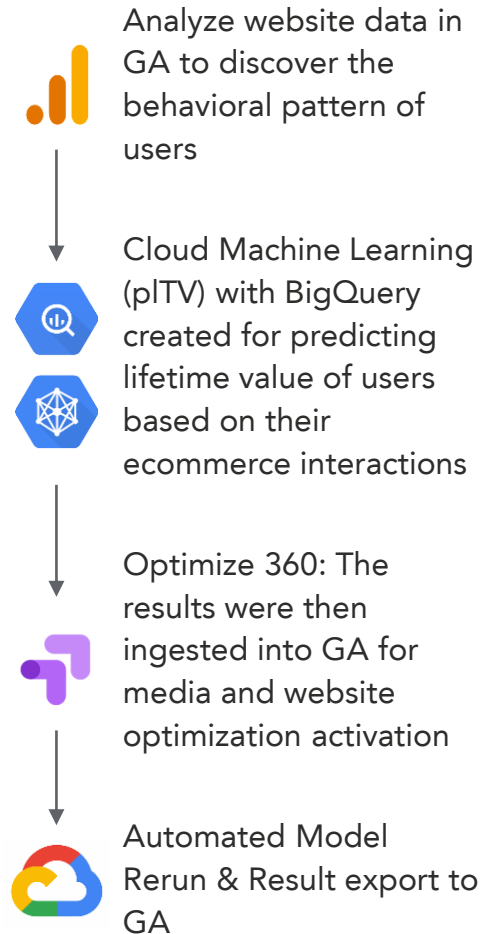 Analyze website data in
GA to discover the
behavioral pattern of
users
Cloud Machine Learning
(plTV) with BigQuery
created for predicting
lifetime value of users
based on their
ecommerce interactions
Optimize 360: The
results were then
ingested into GA for
media and website
optimization activation
Automated Model
Rerun & Result export to
GA